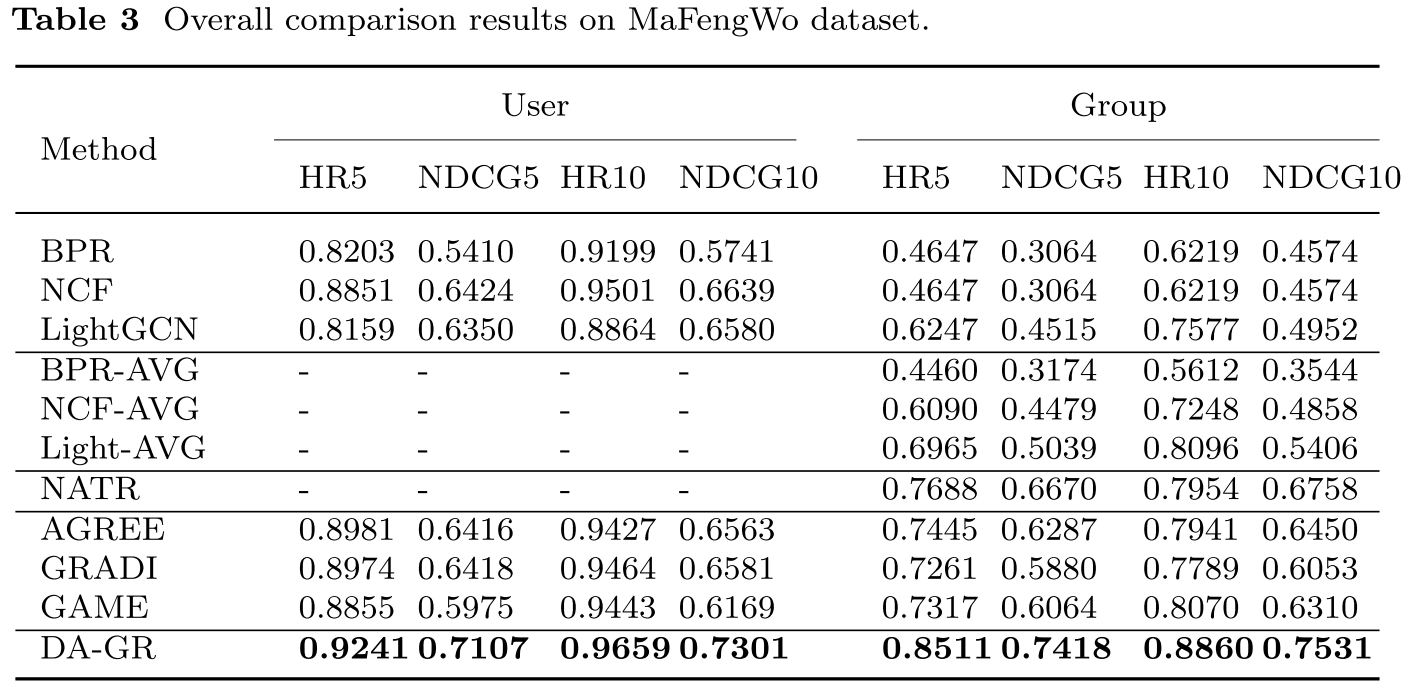 Table 3 Overall comparison results on MaFengWo dataset.
User Group
Method
HR5 NDCG5 HR10 NDCG10 HR5 NDCG5 HR10 NDCG10
BPR 0.8203 0.5410 0.9199 0.5741 0.4647 0.3064 0.6219 0.4574
NCF 0.8851 0.6424 0.9501 0.6639 0.4647 0.3064 0.6219 0.4574
LightGCN 0.8159 0.6350 0.8864 0.6580 0.6247 0.4515 0.7577 0.4952
BPR-AVG - - - - 0.4460 0.3174 0.5612 0.3544
NCF-AVG - - - - 0.6090 0.4479 0.7248 0.4858
Light-AVG - - - - 0.6965 0.5039 0.8096 0.5406
NATR - - - - 0.7688 0.6670 0.7954 0.6758
AGREE 0.8981 0.6416 0.9427 0.6563 0.7445 0.6287 0.7941 0.6450
GRADI 0.8974 0.6418 0.9464 0.6581 0.7261 0.5880 0.7789 0.6053
GAME 0.8855 0.5975 0.9443 0.6169 0.7317 0.6064 0.8070 0.6310
DA-GR 0.9241 0.7107 0.9659 0.7301 0.8511 0.7418 0.8860 0.7531